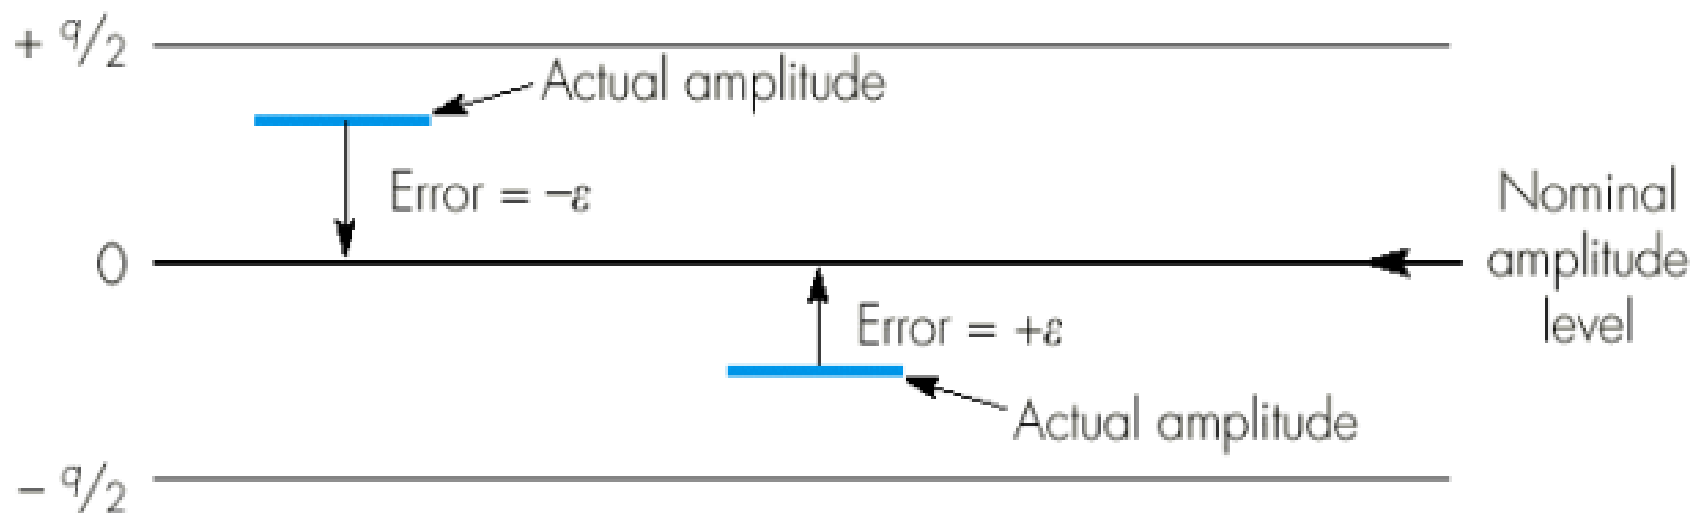 + q/2
Actual amplitude
Error = −ε
Nominal
amplitude
level
0
Error = +ε
Actual amplitude
− q/2